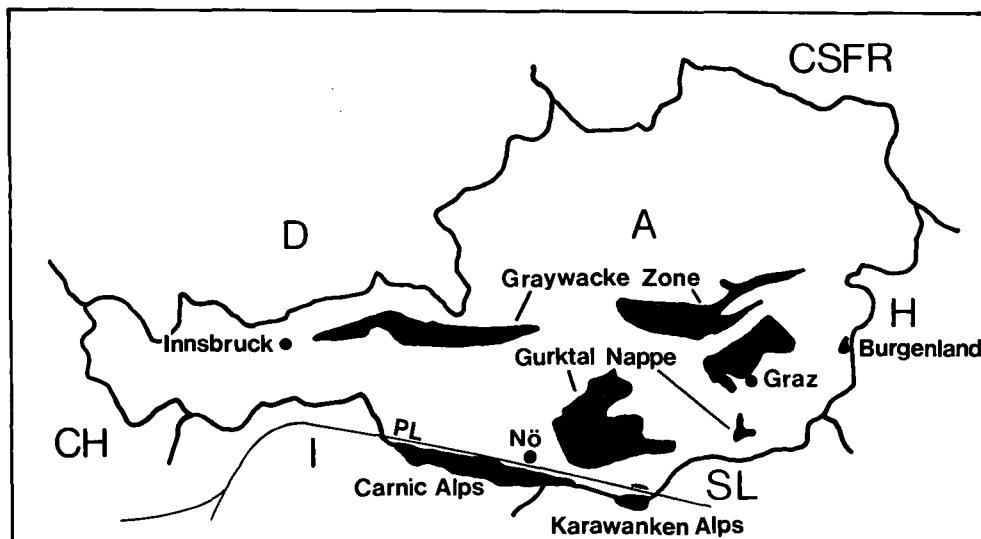 CSFR
D
A
Graywacke Zone
Innsbruck
H
Burgenland
Gurktal Nappe
Graz
CH
I
PL
Nö
SL
Carnic Alps
Karawanken Alps